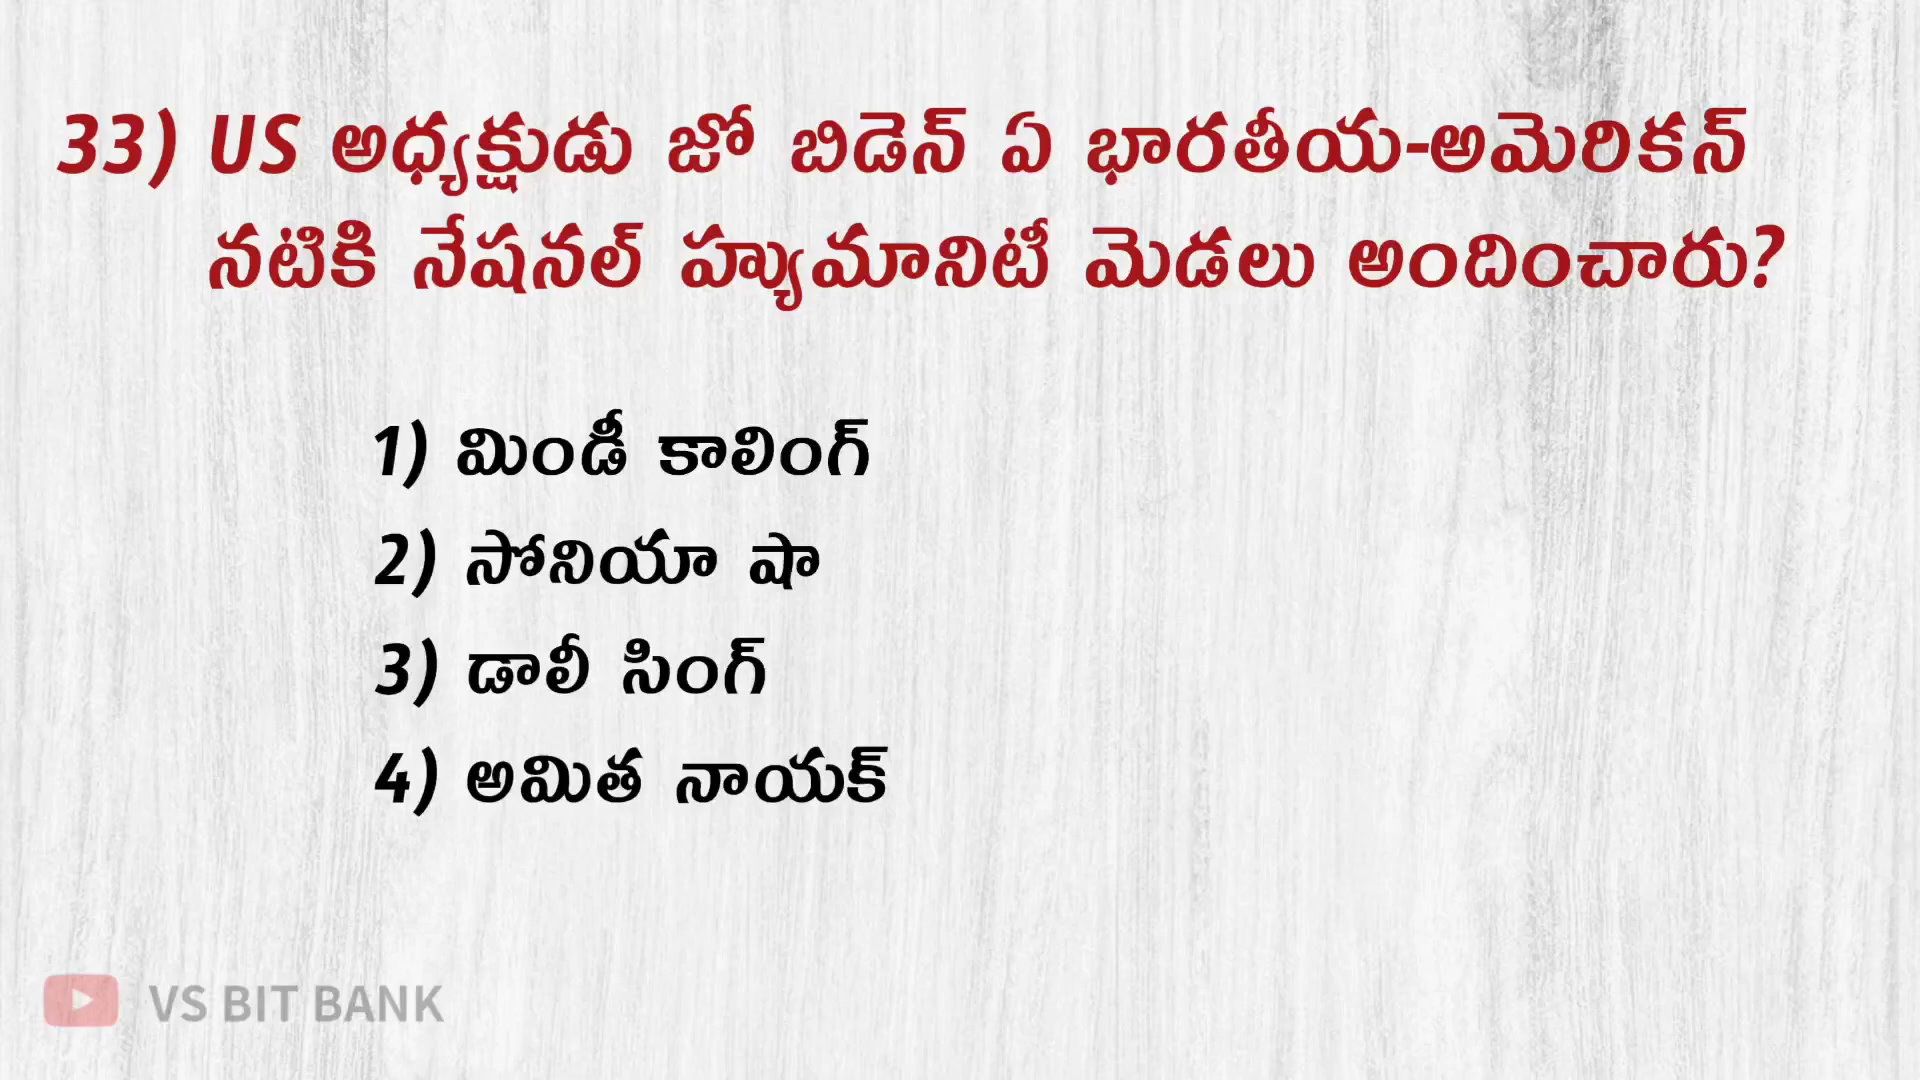 33) US అధ్యక్షుడు జో బిడెన్ ఏ భారతీయ-అమెరికన్
నటికి నేషనల్ హ్యుమానిటీ మెడలు అందించారు?
1) మిండీ కాలింగ్
2) సోనియా షా
3) డాలీ సింగ్
4) అమిత నాయక్
VS BIT BANK